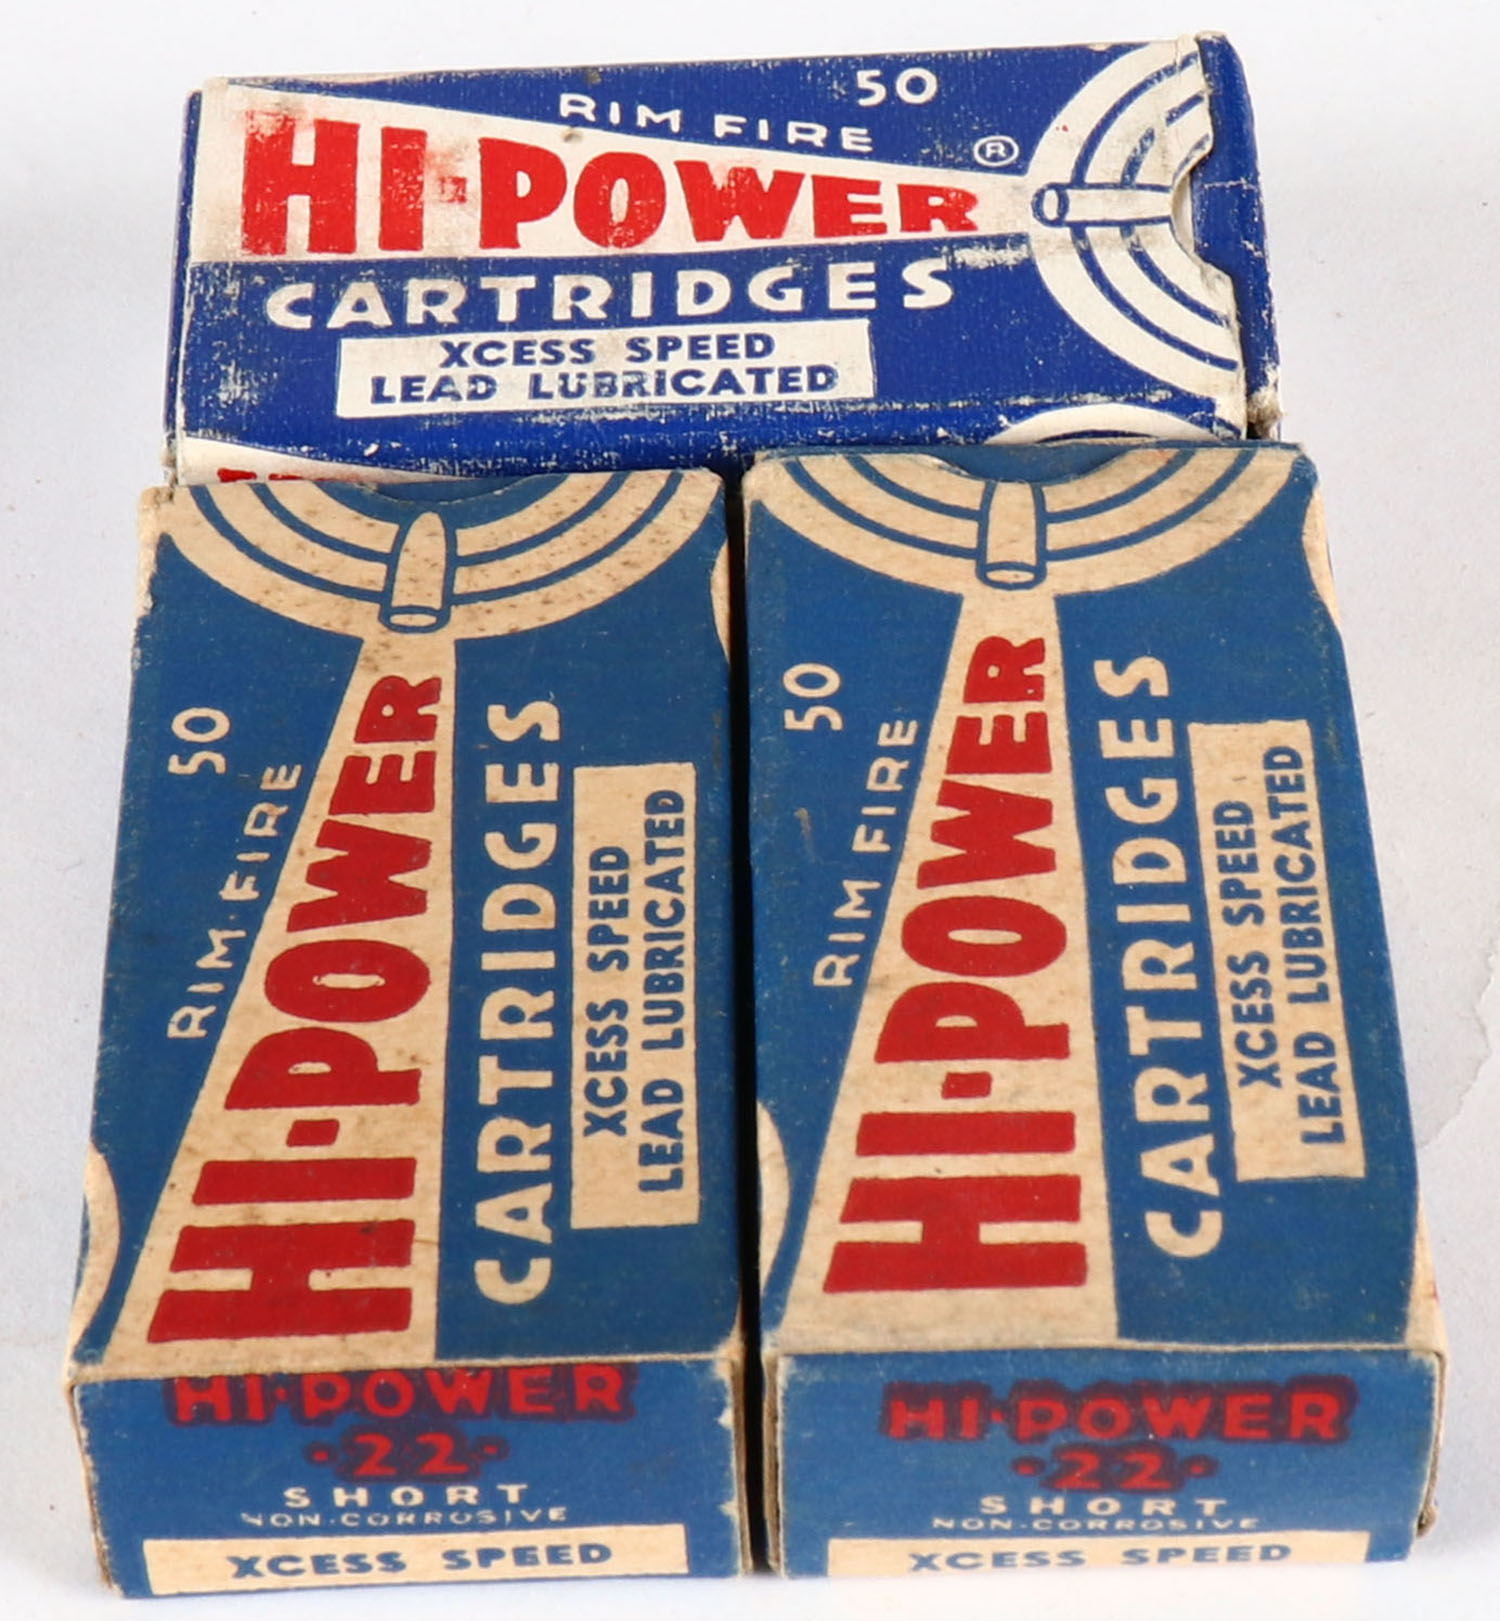 50
RIM FIRE
HI-POWER ®
CARTRIDGES
XCESS SPEED
LEAD LUBRICATED
50
RIM FIRE
HI-POWER
CARTRIDGES
XCESS SPEED
LEAD LUBRICATED
HI-POWER
·22·
SHORT
NON-CORROSIVE
XCESS SPEED
50
RIM FIRE
HI-POWER
CARTRIDGES
XCESS SPEED
LEAD LUBRICATED
HI-POWER
·22·
SHORT
NON-CORROSIVE
XCESS SPEED